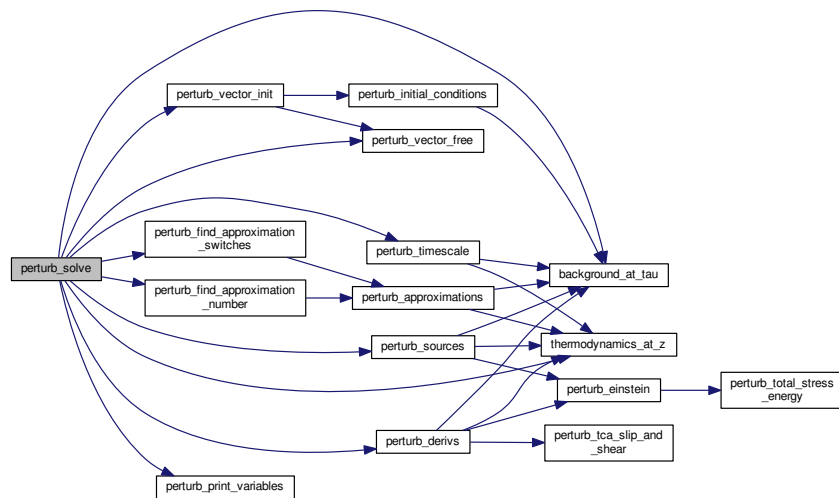 perturb_vector_init
perturb_initial_conditions
perturb_vector_free
perturb_find_approximation
_switches
perturb_timescale
perturb_solve
background_at_tau
perturb_find_approximation
_number
perturb_approximations
perturb_sources
thermodynamics_at_z
perturb_einstein
perturb_total_stress
_energy
perturb_derivs
perturb_tca_slip_and
_shear
perturb_print_variables